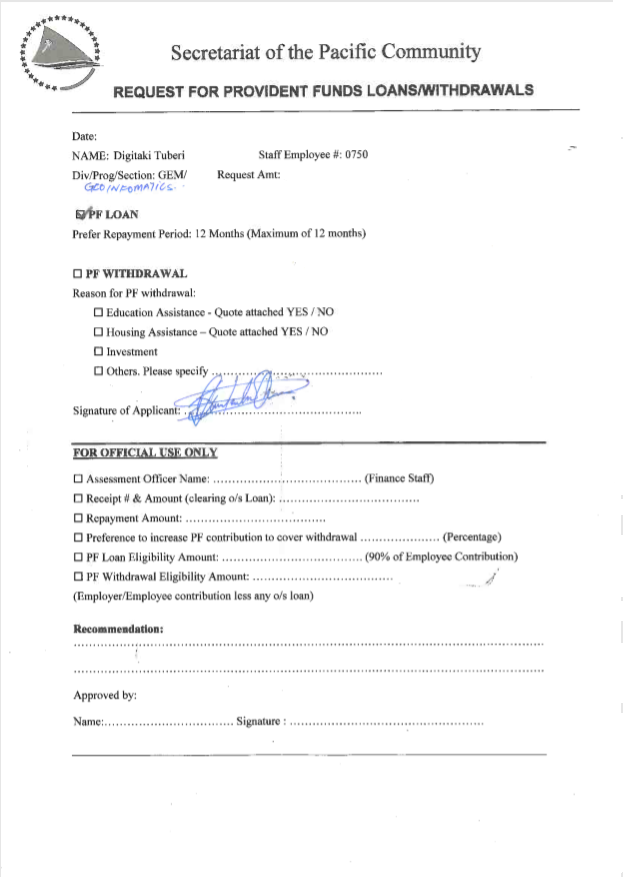 Secretariat of the Pacific Community
REQUEST FOR PROVIDENT FUNDS LOANS/WITHDRAWALS
Date:
NAME: Digitaki Tuberi Staff Employee #: 0750
Div/Prog/Section: GEM/ Request Amt:
GEOINFOMATICS.
☑ PF LOAN
Prefer Repayment Period: 12 Months (Maximum of 12 months)
☐ PF WITHDRAWAL
Reason for PF withdrawal:
☐ Education Assistance - Quote attached YES / NO
☐ Housing Assistance – Quote attached YES / NO
☐ Investment
☐ Others. Please specify ..........................................
Signature of Applicant: ..........................................
FOR OFFICIAL USE ONLY
☐ Assessment Officer Name: ..................................... (Finance Staff)
☐ Receipt # & Amount (clearing o/s Loan): ...................................
☐ Repayment Amount: ...................................
☐ Preference to increase PF contribution to cover withdrawal .................... (Percentage)
☐ PF Loan Eligibility Amount: ................................... (90% of Employee Contribution)
☐ PF Withdrawal Eligibility Amount: ...................................
(Employer/Employee contribution less any o/s loan)
Recommendation:
Approved by:
Name:................................ Signature : ................................................